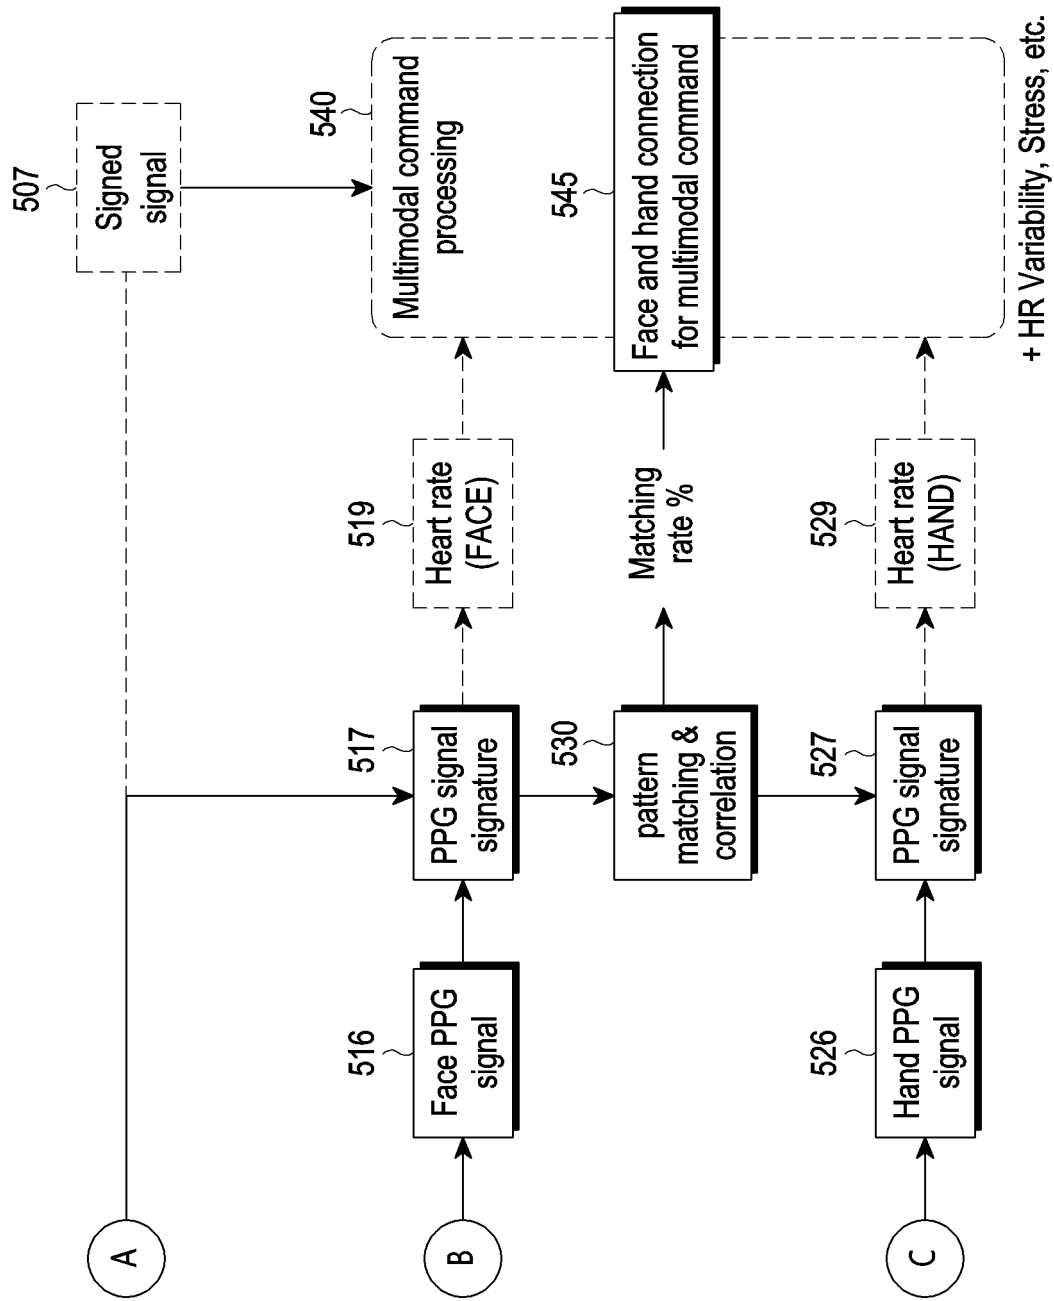 507
Signed
signal
A
540
Multimodal command
processing
519
Heart rate
(FACE)
517
PPG signal
signature
516
Face PPG
signal
B
545
Face and hand connection
for multimodal command
Matching
rate %
530
pattern
matching &
correlation
529
Heart rate
(HAND)
527
PPG signal
signature
526
Hand PPG
signal
C
+ HR Variability, Stress, etc.